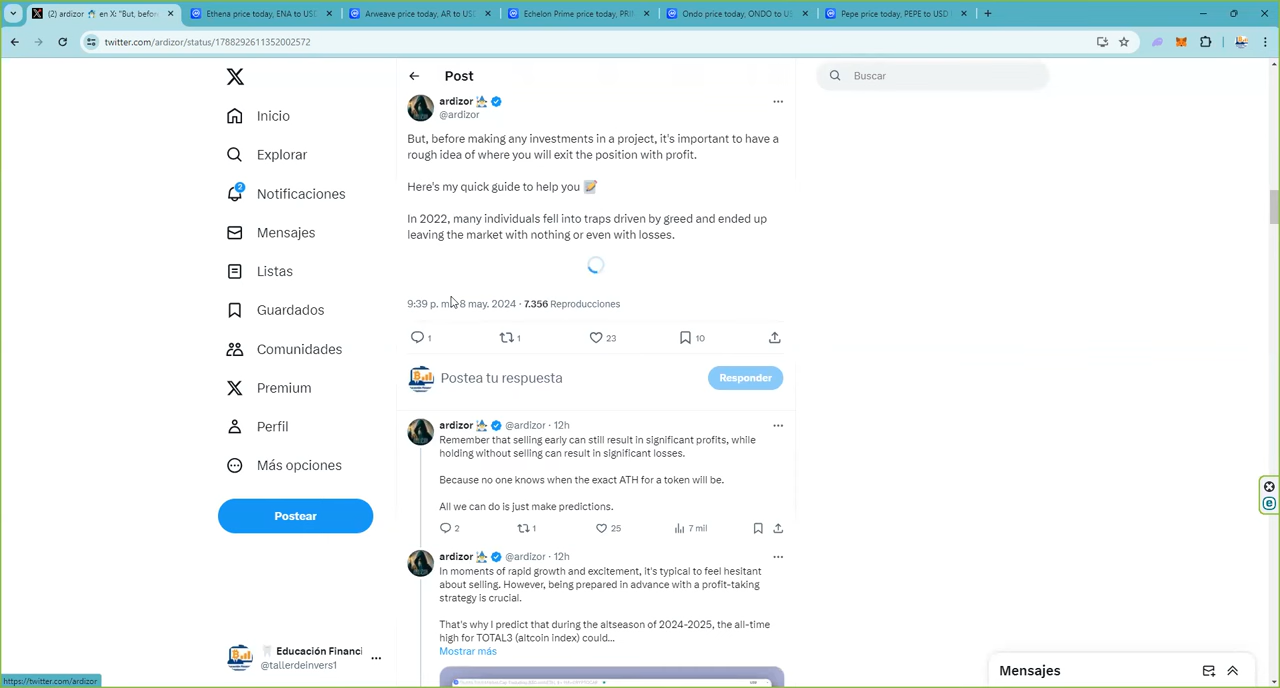 (2) ardizor en X: "But, befor
Ethena price today, ENA to USD
Arweave price today, AR to USD
Echelon Prime price today, PRI
Ondo price today, ONDO to US
Pepe price today, PEPE to USD
twitter.com/ardizor/status/1788292611352002572
Inicio
Explorar
2
Notificaciones
Mensajes
Listas
Guardados
Comunidades
Premium
Perfil
Más opciones
Postear
Educación Financi
@tallerdeinvers1
https://twitter.com/ardizor
Post
Buscar
ardizor
@ardizor
But, before making any investments in a project, it's important to have a
rough idea of where you will exit the position with profit.
Here's my quick guide to help you
In 2022, many individuals fell into traps driven by greed and ended up
leaving the market with nothing or even with losses.
9:39 p. m. 8 may. 2024 · 7.356 Reproducciones
1 1 23 10
Postea tu respuesta
Responder
ardizor @ardizor · 12h
Remember that selling early can still result in significant profits, while
holding without selling can result in significant losses.
Because no one knows when the exact ATH for a token will be.
All we can do is just make predictions.
2 1 25 7 mil
ardizor @ardizor · 12h
In moments of rapid growth and excitement, it's typical to feel hesitant
about selling. However, being prepared in advance with a profit-taking
strategy is crucial.
That's why I predict that during the altseason of 2024-2025, the all-time
high for TOTAL3 (altcoin index) could...
Mostrar más
Mensajes